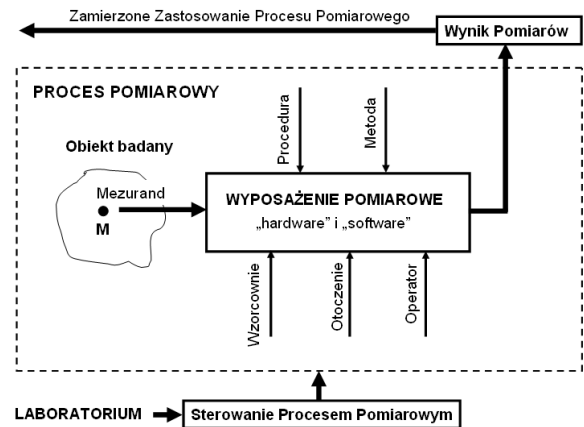 Zamierzone Zastosowanie Procesu Pomiarowego
Wynik Pomiarów
PROCES POMIAROWY
Procedura
Metoda
Obiekt badany
Mezurand
M
WYPOSAŻENIE POMIAROWE
„hardware” i „software”
Wzorcownie
Otoczenie
Operator
LABORATORIUM
Sterowanie Procesem Pomiarowym